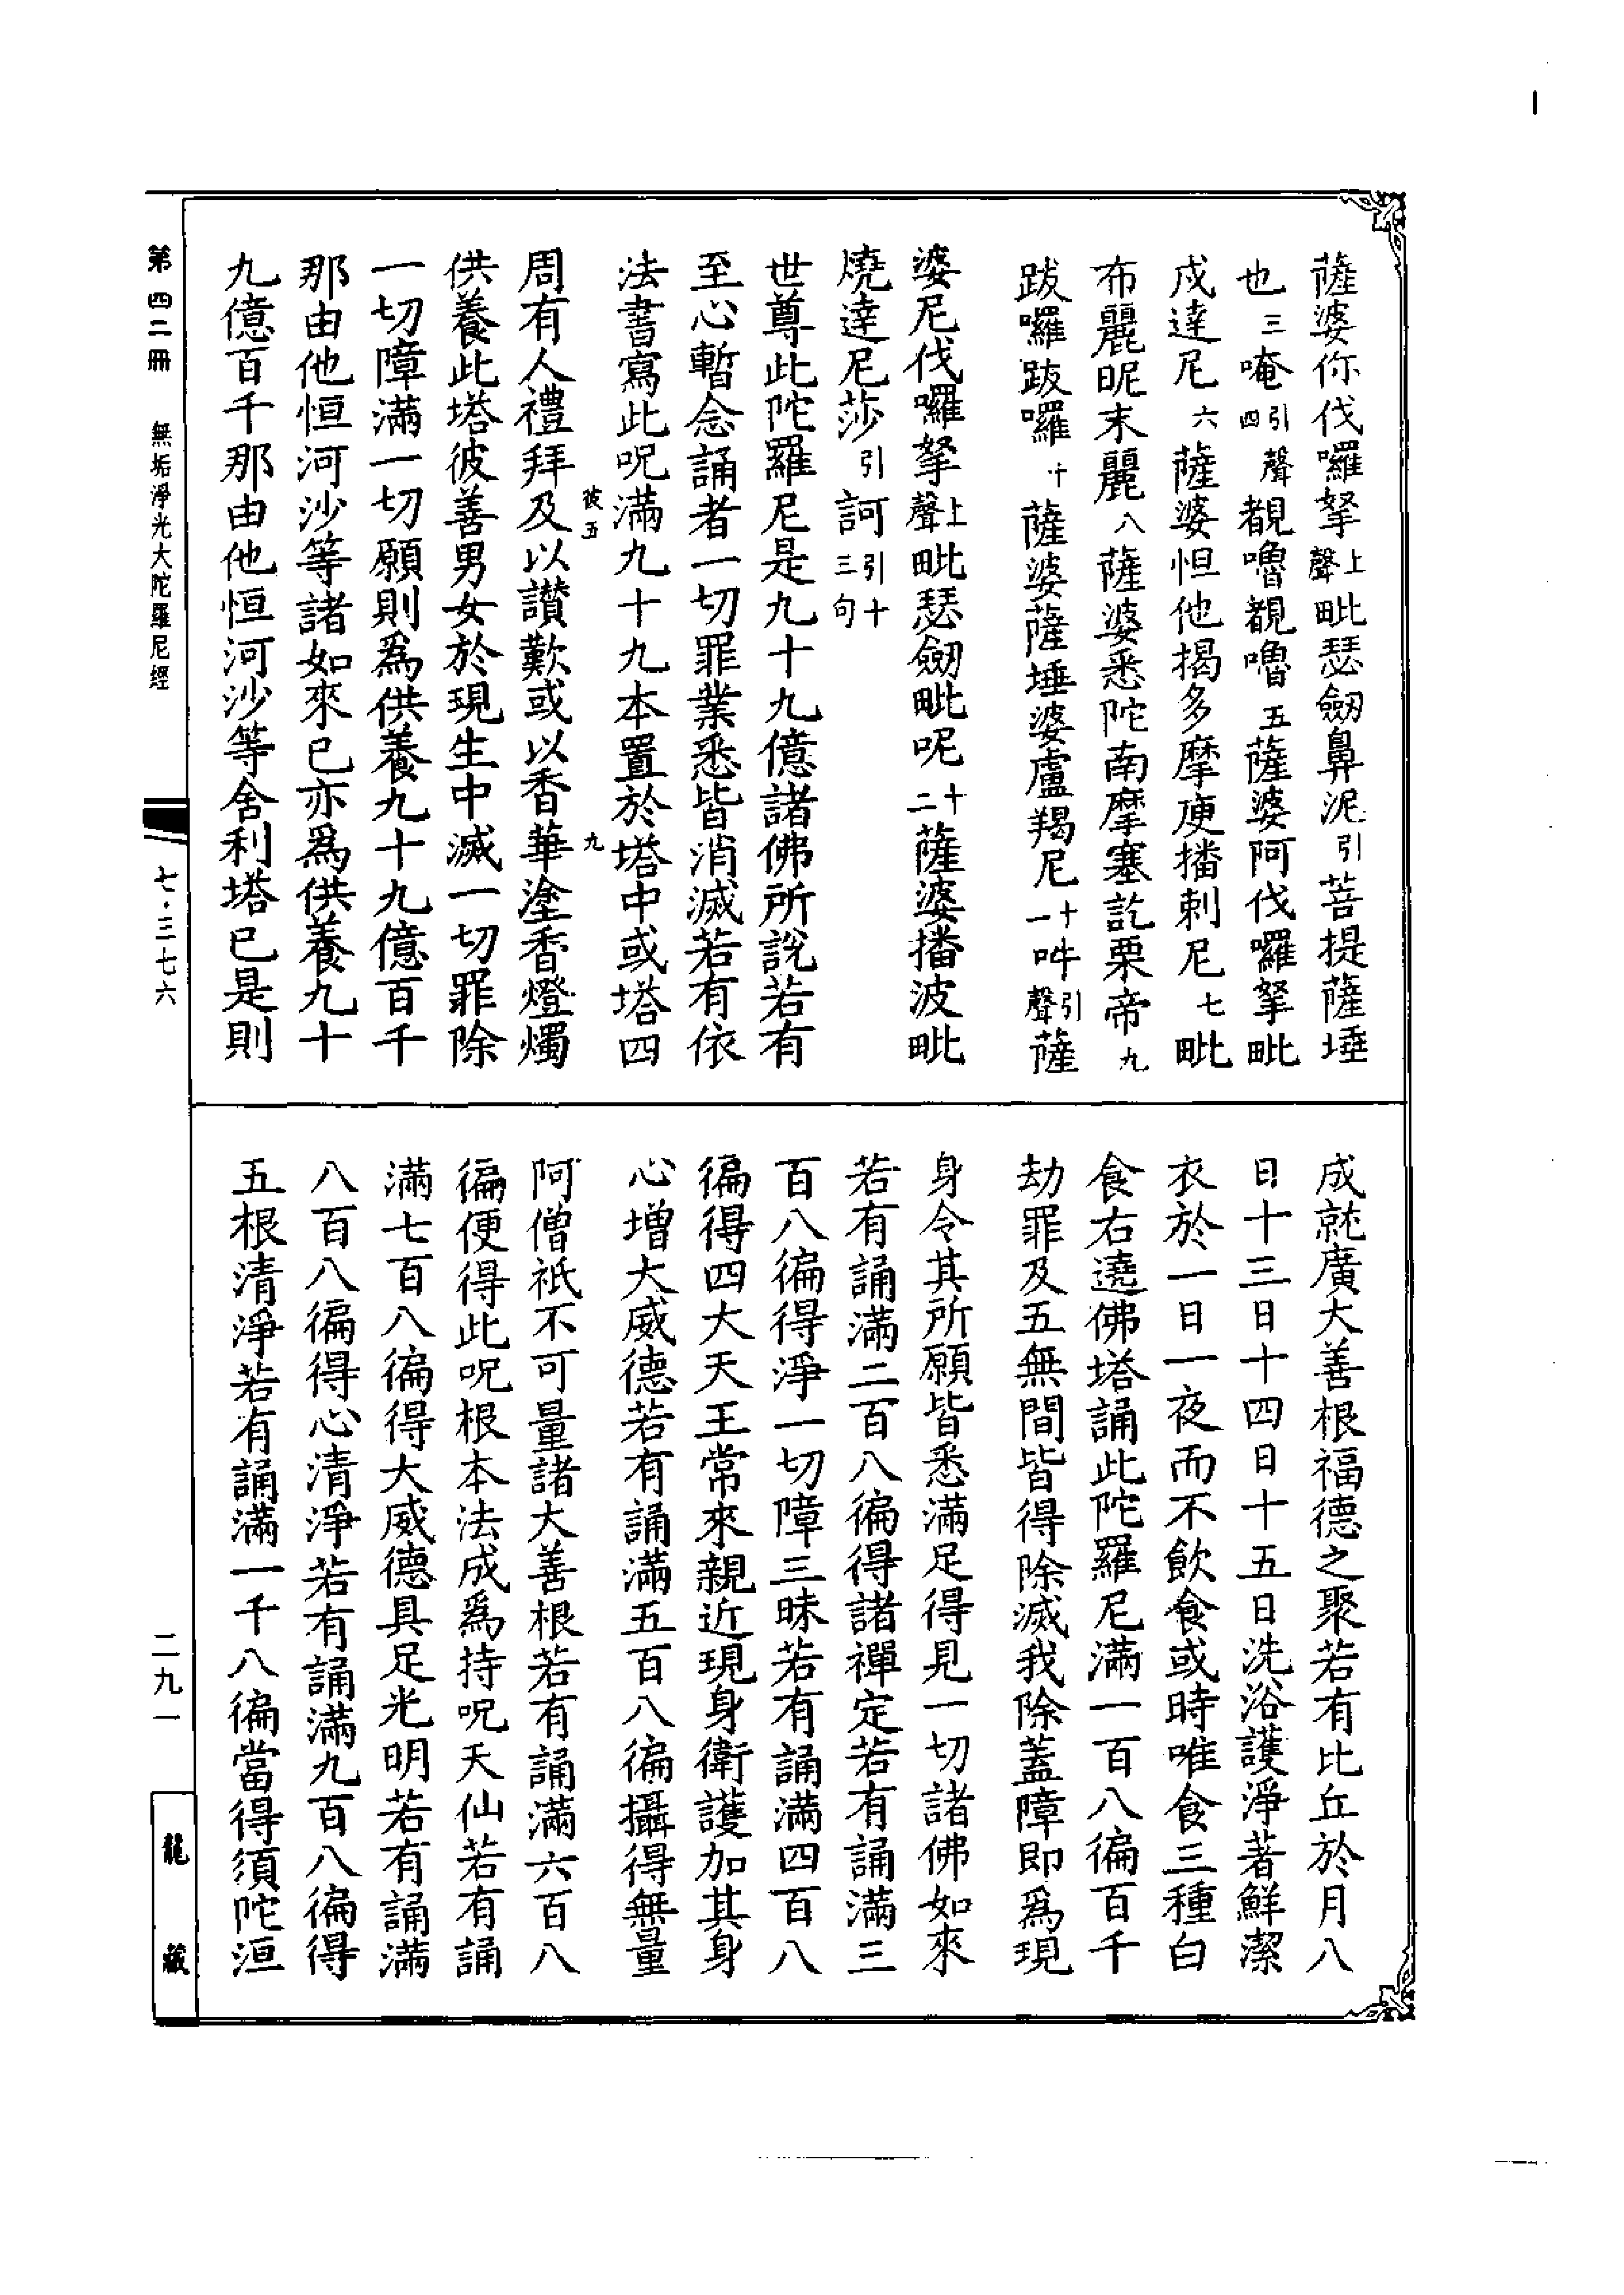 薩婆你伐囉拏上聲毗瑟劒鼻泥引菩提薩埵
也三唵引聲四覩嚕覩嚕五薩婆阿伐囉拏毗
戍達尼六薩婆怛他揭多摩庾播剌尼七毗
布麗昵末麗八薩婆悉陀南摩塞訖栗帝九
跋囉跋囉十薩婆薩埵婆盧羯尼十一吽引聲薩
婆尼伐囉拏上聲毗瑟劒毗呢十二薩婆播波毗
燒達尼莎引訶引十三句
世尊此陀羅尼是九十九億諸佛所說若有
至心暫念誦者一切罪業悉皆消滅若有依
法書寫此呪滿九十九本置於塔中或塔四
彼五 九
周有人禮拜及以讚歎或以香華塗香燈燭
供養此塔彼善男女於現生中滅一切罪除
一切障滿一切願則爲供養九十九億百千
那由他恒河沙等諸如來已亦爲供養九十
九億百千那由他恒河沙等舍利塔已是則
成就廣大善根福德之聚若有比丘於月八
日十三日十四日十五日洗浴護淨著鮮潔
衣於一日一夜而不飲食或時唯食三種白
食右遶佛塔誦此陀羅尼滿一百八徧百千
劫罪及五無間皆得除滅我除蓋障即爲現
身令其所願皆悉滿足得見一切諸佛如來
若有誦滿二百八徧得諸禪定若有誦滿三
百八徧得淨一切障三昧若有誦滿四百八
徧得四大天王常來親近現身衛護加其身
心增大威德若有誦滿五百八徧攝得無量
阿僧祇不可量諸大善根若有誦滿六百八
徧便得此呪根本法成爲持呪天仙若有誦
滿七百八徧得大威德具足光明若有誦滿
八百八徧得心清淨若有誦滿九百八徧得
五根清淨若有誦滿一千八徧當得須陀洹
第四二冊 無垢淨光大陀羅尼經 七·三七六 二九一 龍藏